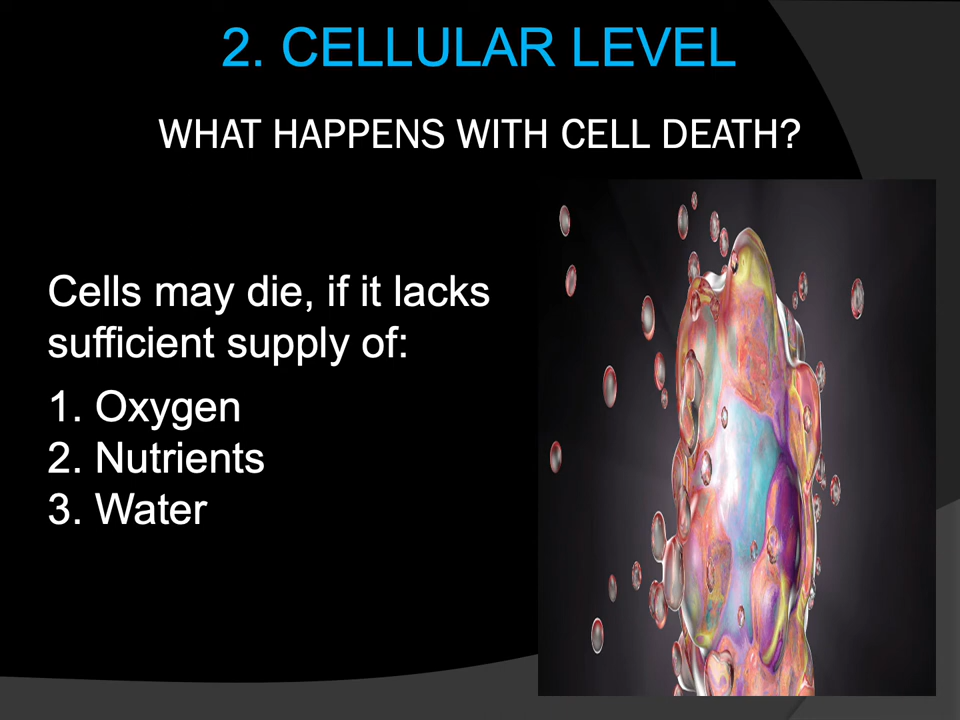 2. CELLULAR LEVEL
WHAT HAPPENS WITH CELL DEATH?
Cells may die, if it lacks
sufficient supply of:
1. Oxygen
2. Nutrients
3. Water